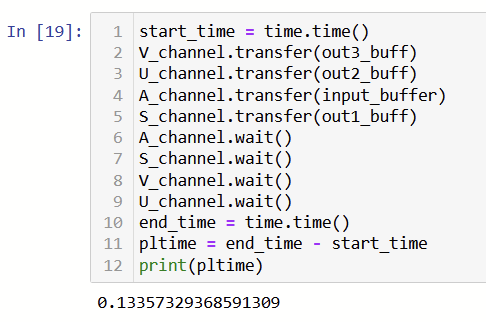 In [19]:
1 start_time = time.time()
2 V_channel.transfer(out3_buff)
3 U_channel.transfer(out2_buff)
4 A_channel.transfer(input_buffer)
5 S_channel.transfer(out1_buff)
6 A_channel.wait()
7 S_channel.wait()
8 V_channel.wait()
9 U_channel.wait()
10 end_time = time.time()
11 pltime = end_time - start_time
12 print(pltime)
0.13357329368591309